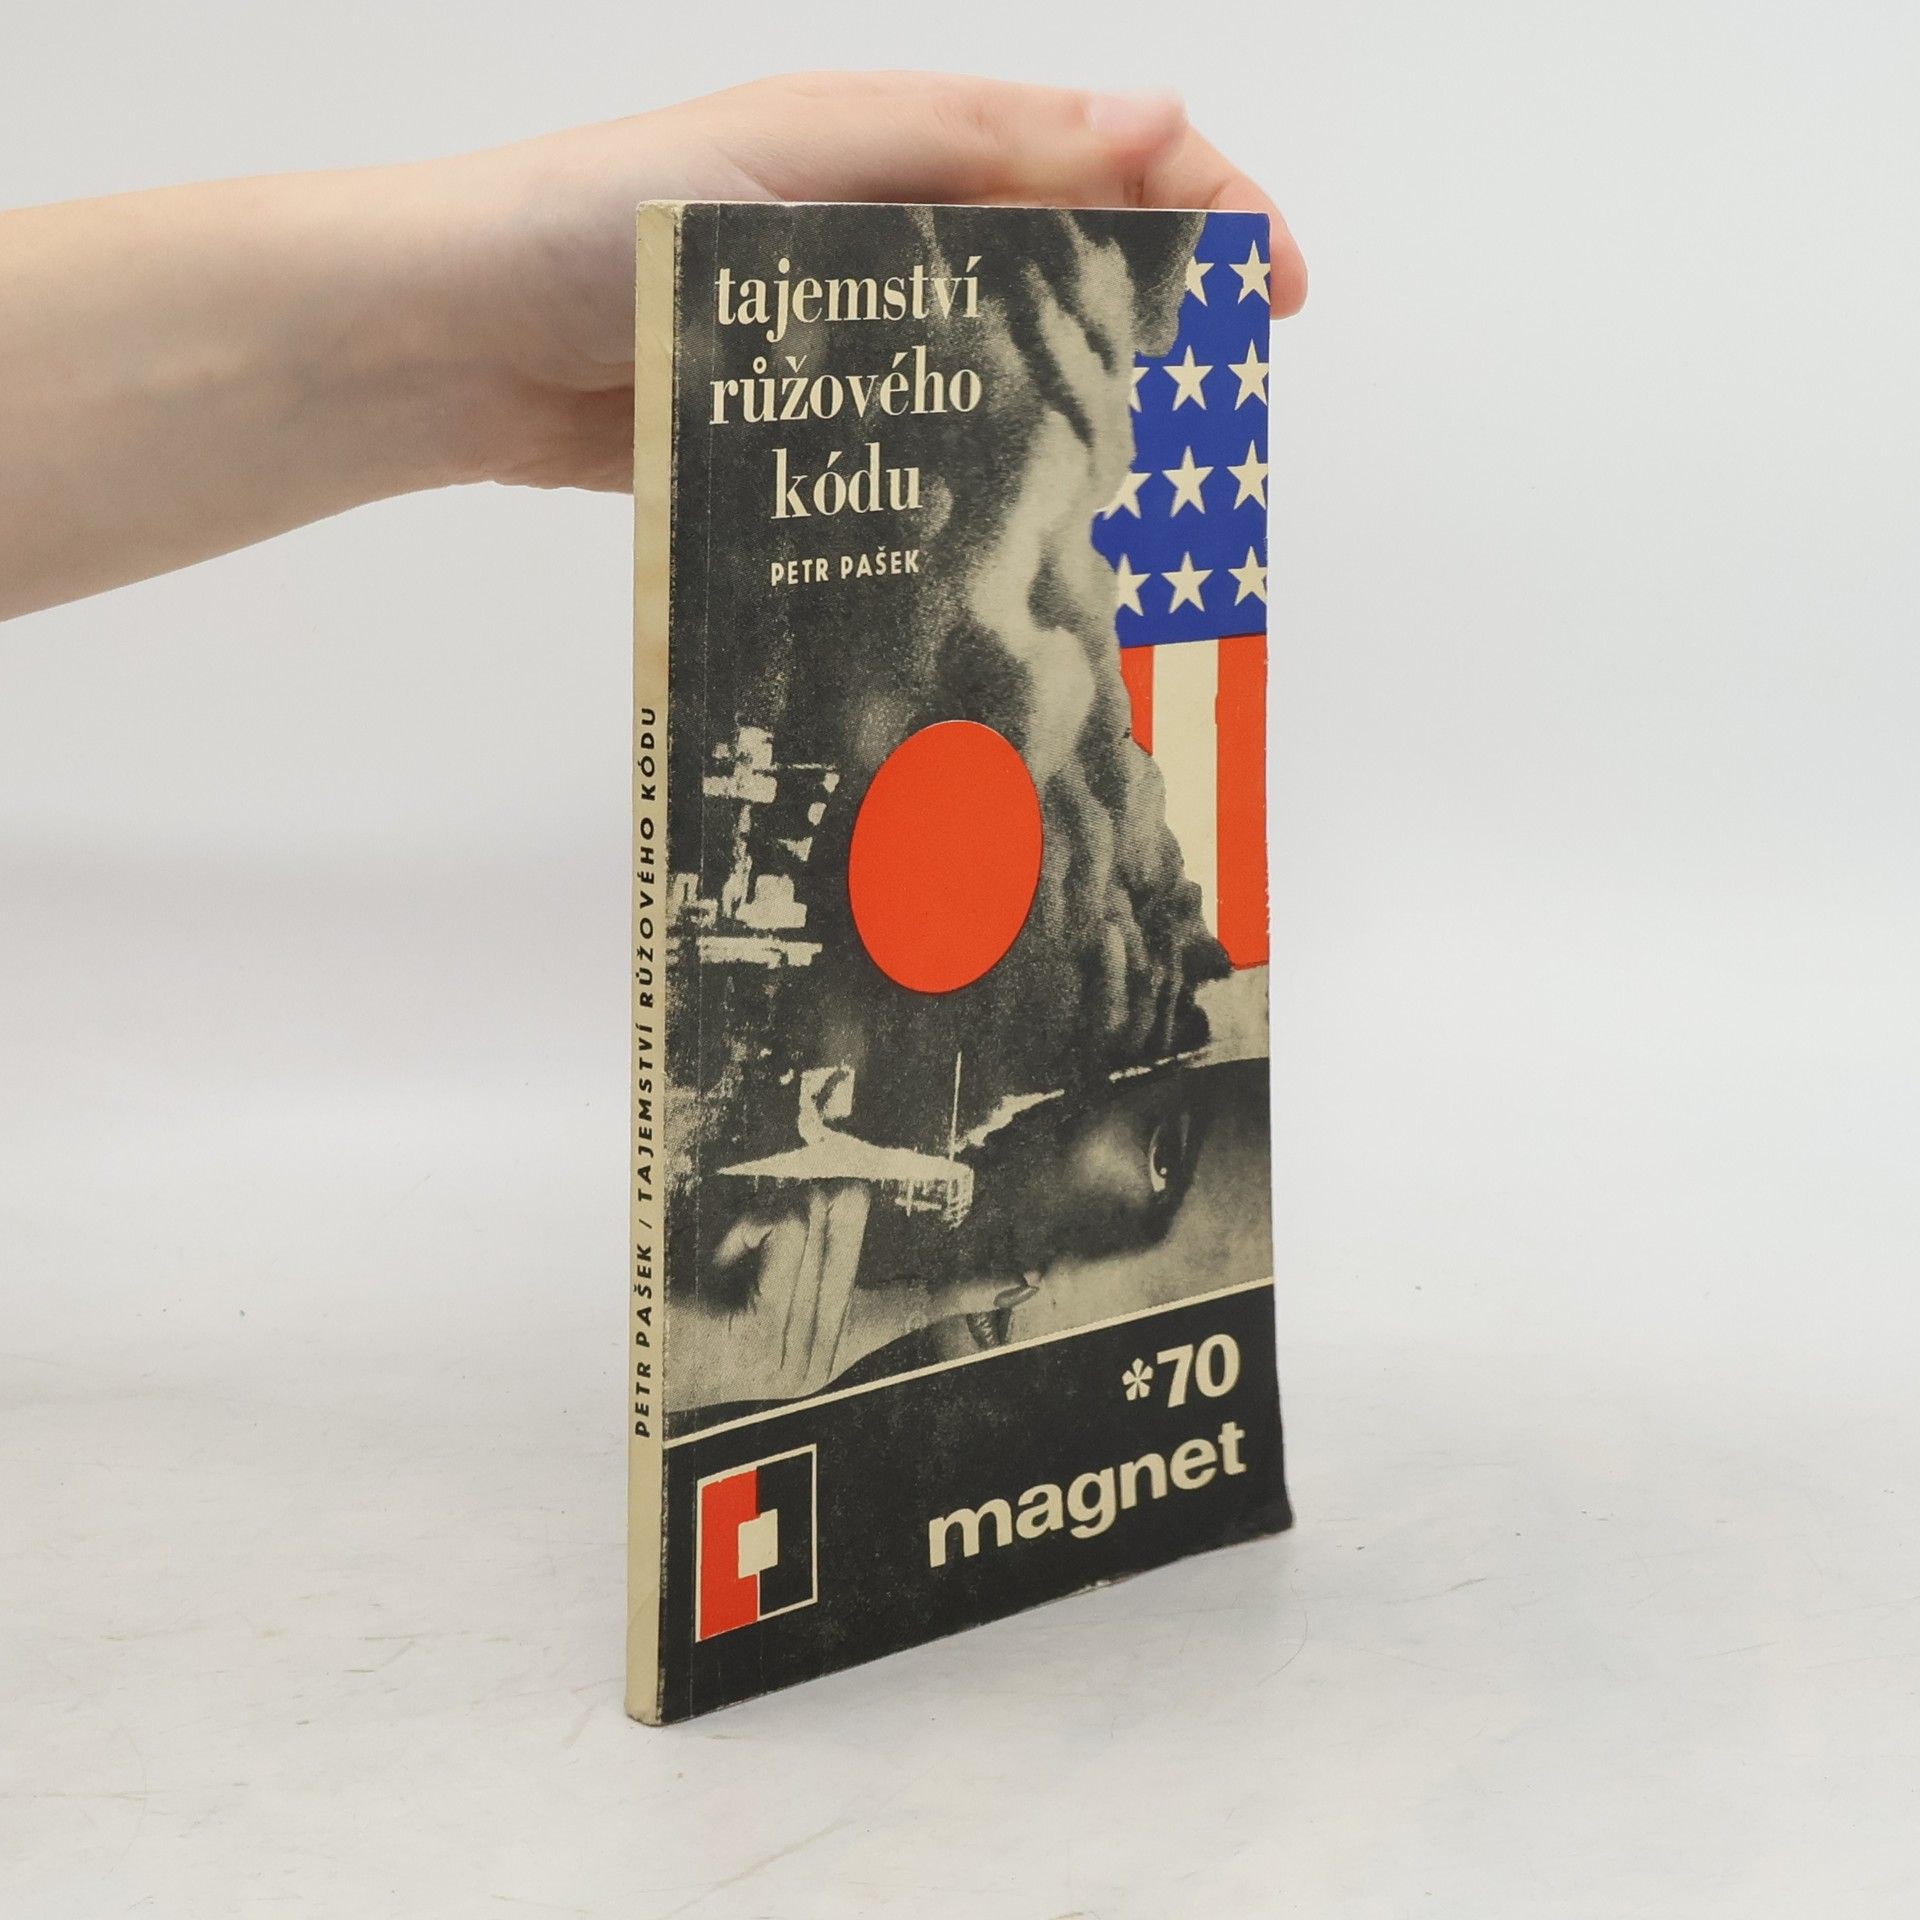 tajemství
růžového
kódu
PETR PAŠEK
PETR PAŠEK / TAJEMSTVÍ RŮŽOVÉHO KÓDU
*70
magnet